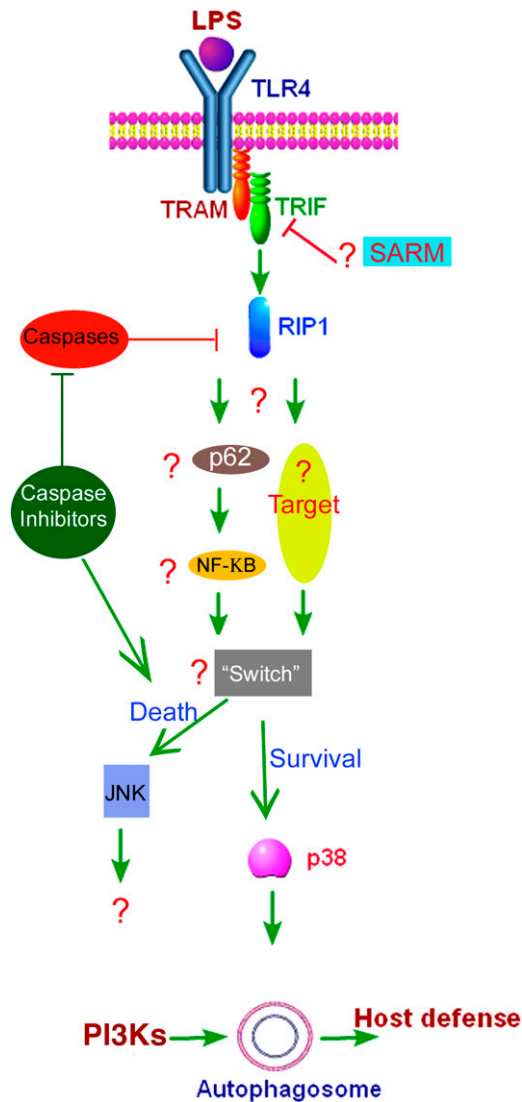 LPS
TLR4
TRAM
TRIF
? SARM
RIP1
Caspases
?
? p62
?
Target
Caspase
Inhibitors
? NF-KB
? "Switch"
Death
Survival
JNK
p38
?
PI3Ks
Host defense
Autophagosome